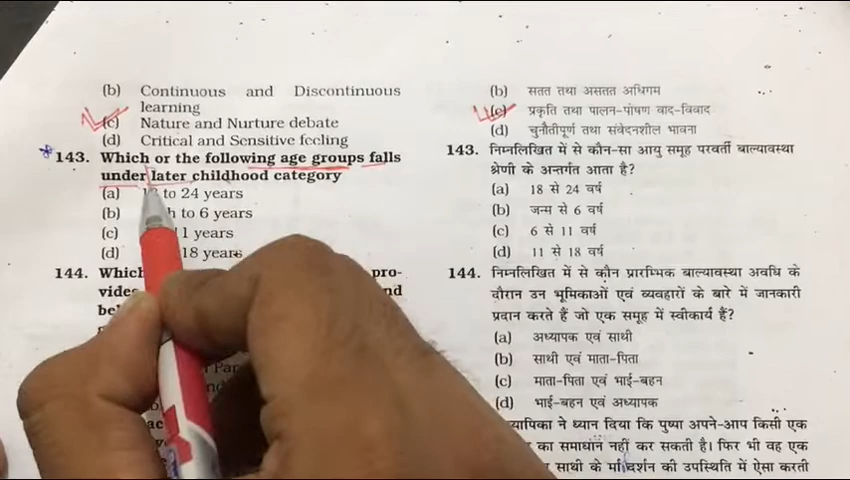 (b) Continuous and Discontinuous
learning
(c) Nature and Nurture debate
(d) Critical and Sensitive feeling
143. Which or the following age groups falls
under later childhood category
(a) to 24 years
(b) to 6 years
(c) 1 years
(d) 18 years
144. Which pro-
vides nd
(b) सतत तथा असतत अधिगम
(c) प्रकृति तथा पालन-पोषण वाद-विवाद
(d) चुनौतीपूर्ण तथा संवेदनशील भावना
143. निम्नलिखित में से कौन-सा आयु समूह परवर्ती बाल्यावस्था
श्रेणी के अन्तर्गत आता है?
(a) 18 से 24 वर्ष
(b) जन्म से 6 वर्ष
(c) 6 से 11 वर्ष
(d) 11 से 18 वर्ष
144. निम्नलिखित में से कौन प्रारम्भिक बाल्यावस्था अवधि के
दौरान उन भूमिकाओं एवं व्यवहारों के बारे में जानकारी
प्रदान करते हैं जो एक समूह में स्वीकार्य हैं?
(a) अध्यापक एवं साथी
(b) साथी एवं माता-पिता
(c) माता-पिता एवं भाई-बहन
(d) भाई-बहन एवं अध्यापक
ने ध्यान दिया कि पुष्पा अपने-आप किसी एक
का समाधान नहीं कर सकती है। फिर भी वह एक
साथी के मार्गदर्शन की उपस्थिति में ऐसा करती